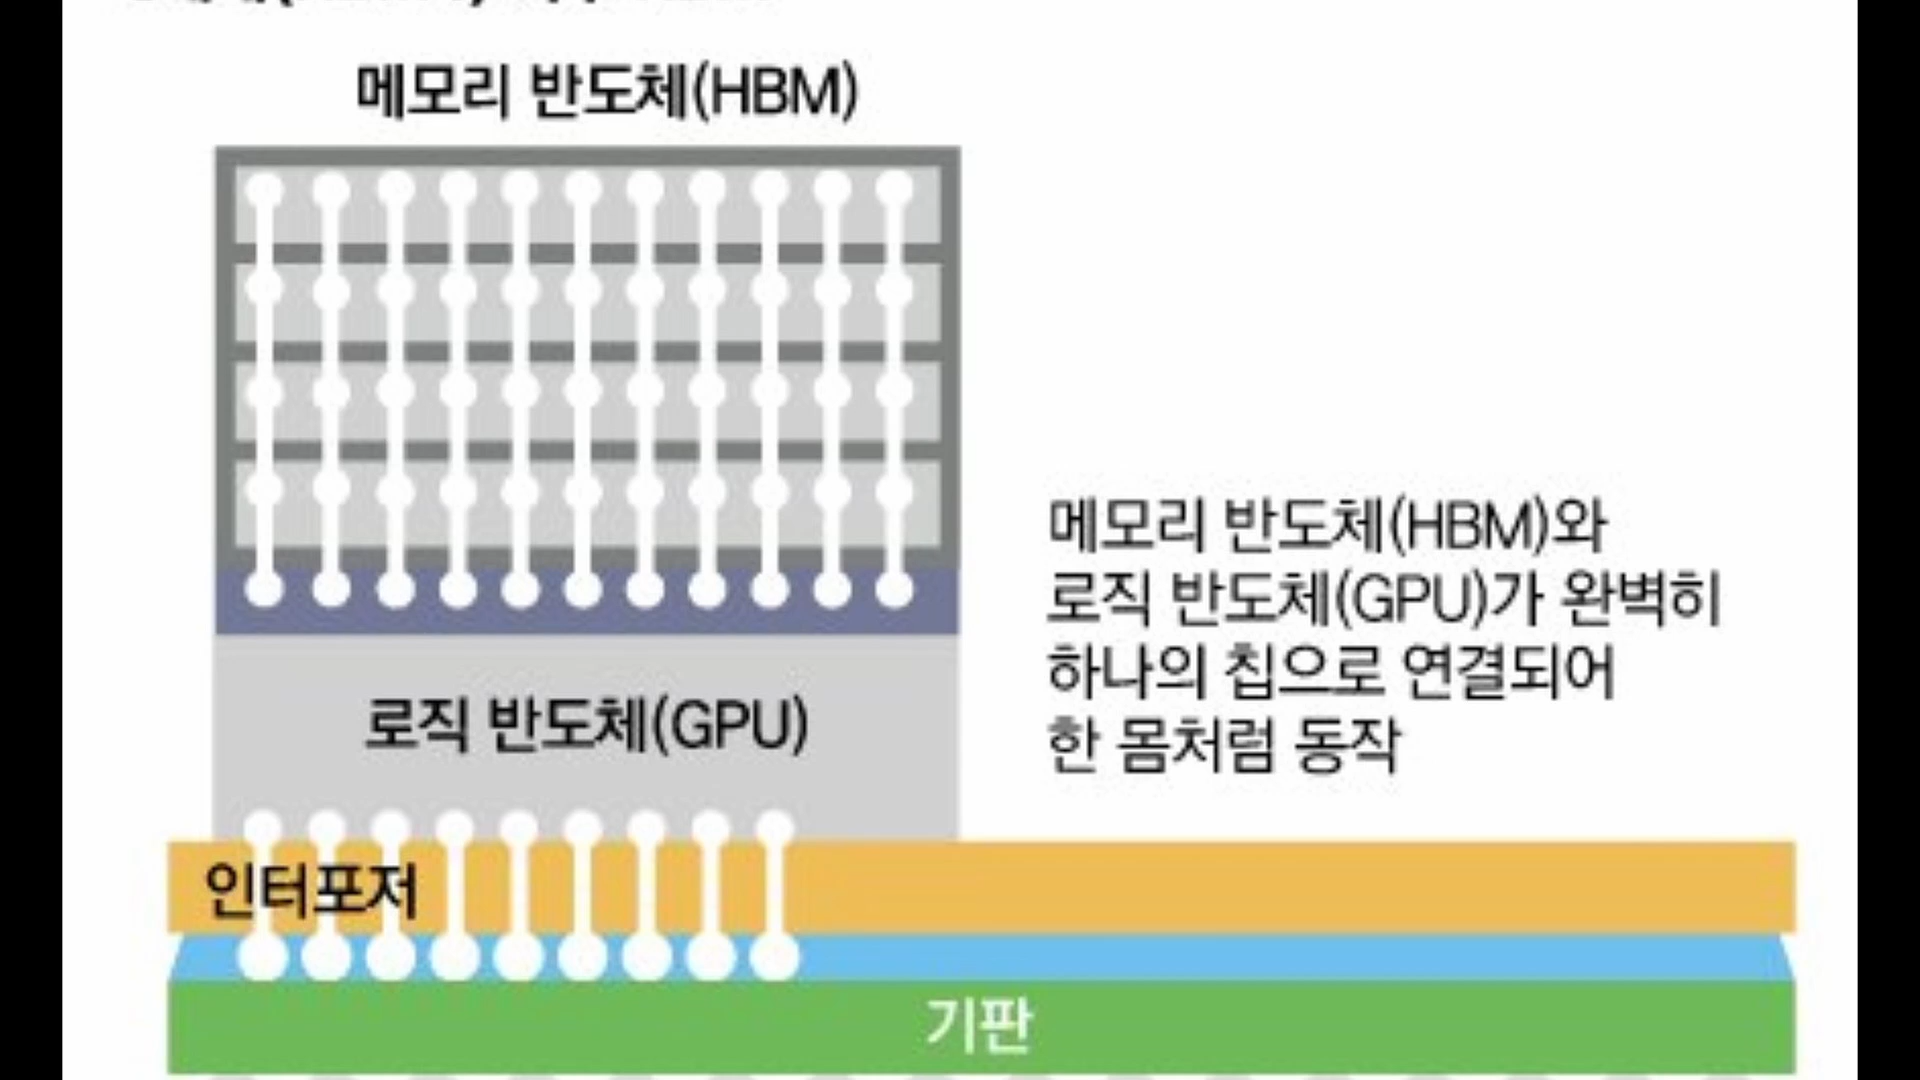 메모리 반도체(HBM)
메모리 반도체(HBM)와
로직 반도체(GPU)가 완벽히
하나의 칩으로 연결되어
한 몸처럼 동작
로직 반도체(GPU)
인터포저
기판